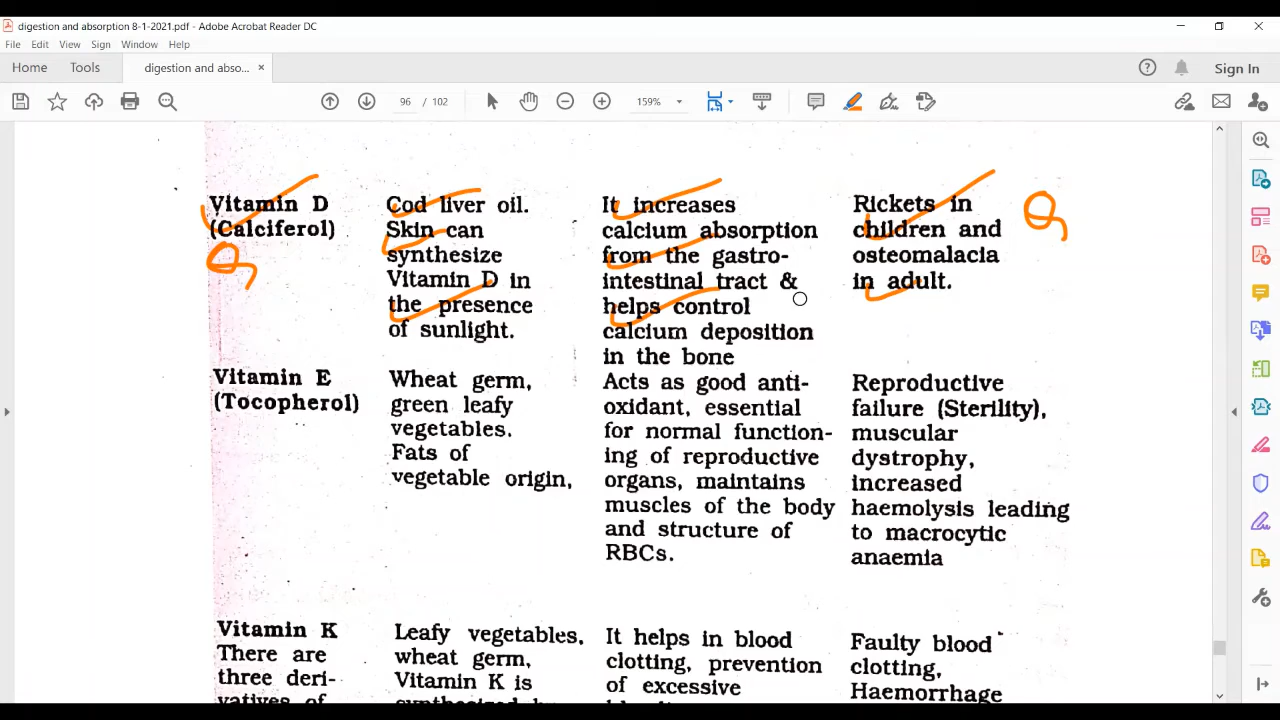 digestion and absorption 8-1-2021.pdf - Adobe Acrobat Reader DC
File Edit View Sign Window Help
Home Tools digestion and abso... ×
Sign In
96 / 102
159%
Vitamin D
(Calciferol)
Q
Cod liver oil.
Skin can
synthesize
Vitamin D in
the presence
of sunlight.
It increases
calcium absorption
from the gastro-
intestinal tract &
helps control
calcium deposition
in the bone
Rickets in
children and
osteomalacia
in adult.
Q
Vitamin E
(Tocopherol)
Wheat germ,
green leafy
vegetables.
Fats of
vegetable origin,
Acts as good anti-
oxidant, essential
for normal function-
ing of reproductive
organs, maintains
muscles of the body
and structure of
RBCs.
Reproductive
failure (Sterility),
muscular
dystrophy,
increased
haemolysis leading
to macrocytic
anaemia
Vitamin K
There are
three deri-
vatives of
Leafy vegetables,
wheat germ,
Vitamin K is
synthesized by
It helps in blood
clotting, prevention
of excessive
Faulty blood
clotting,
Haemorrhage